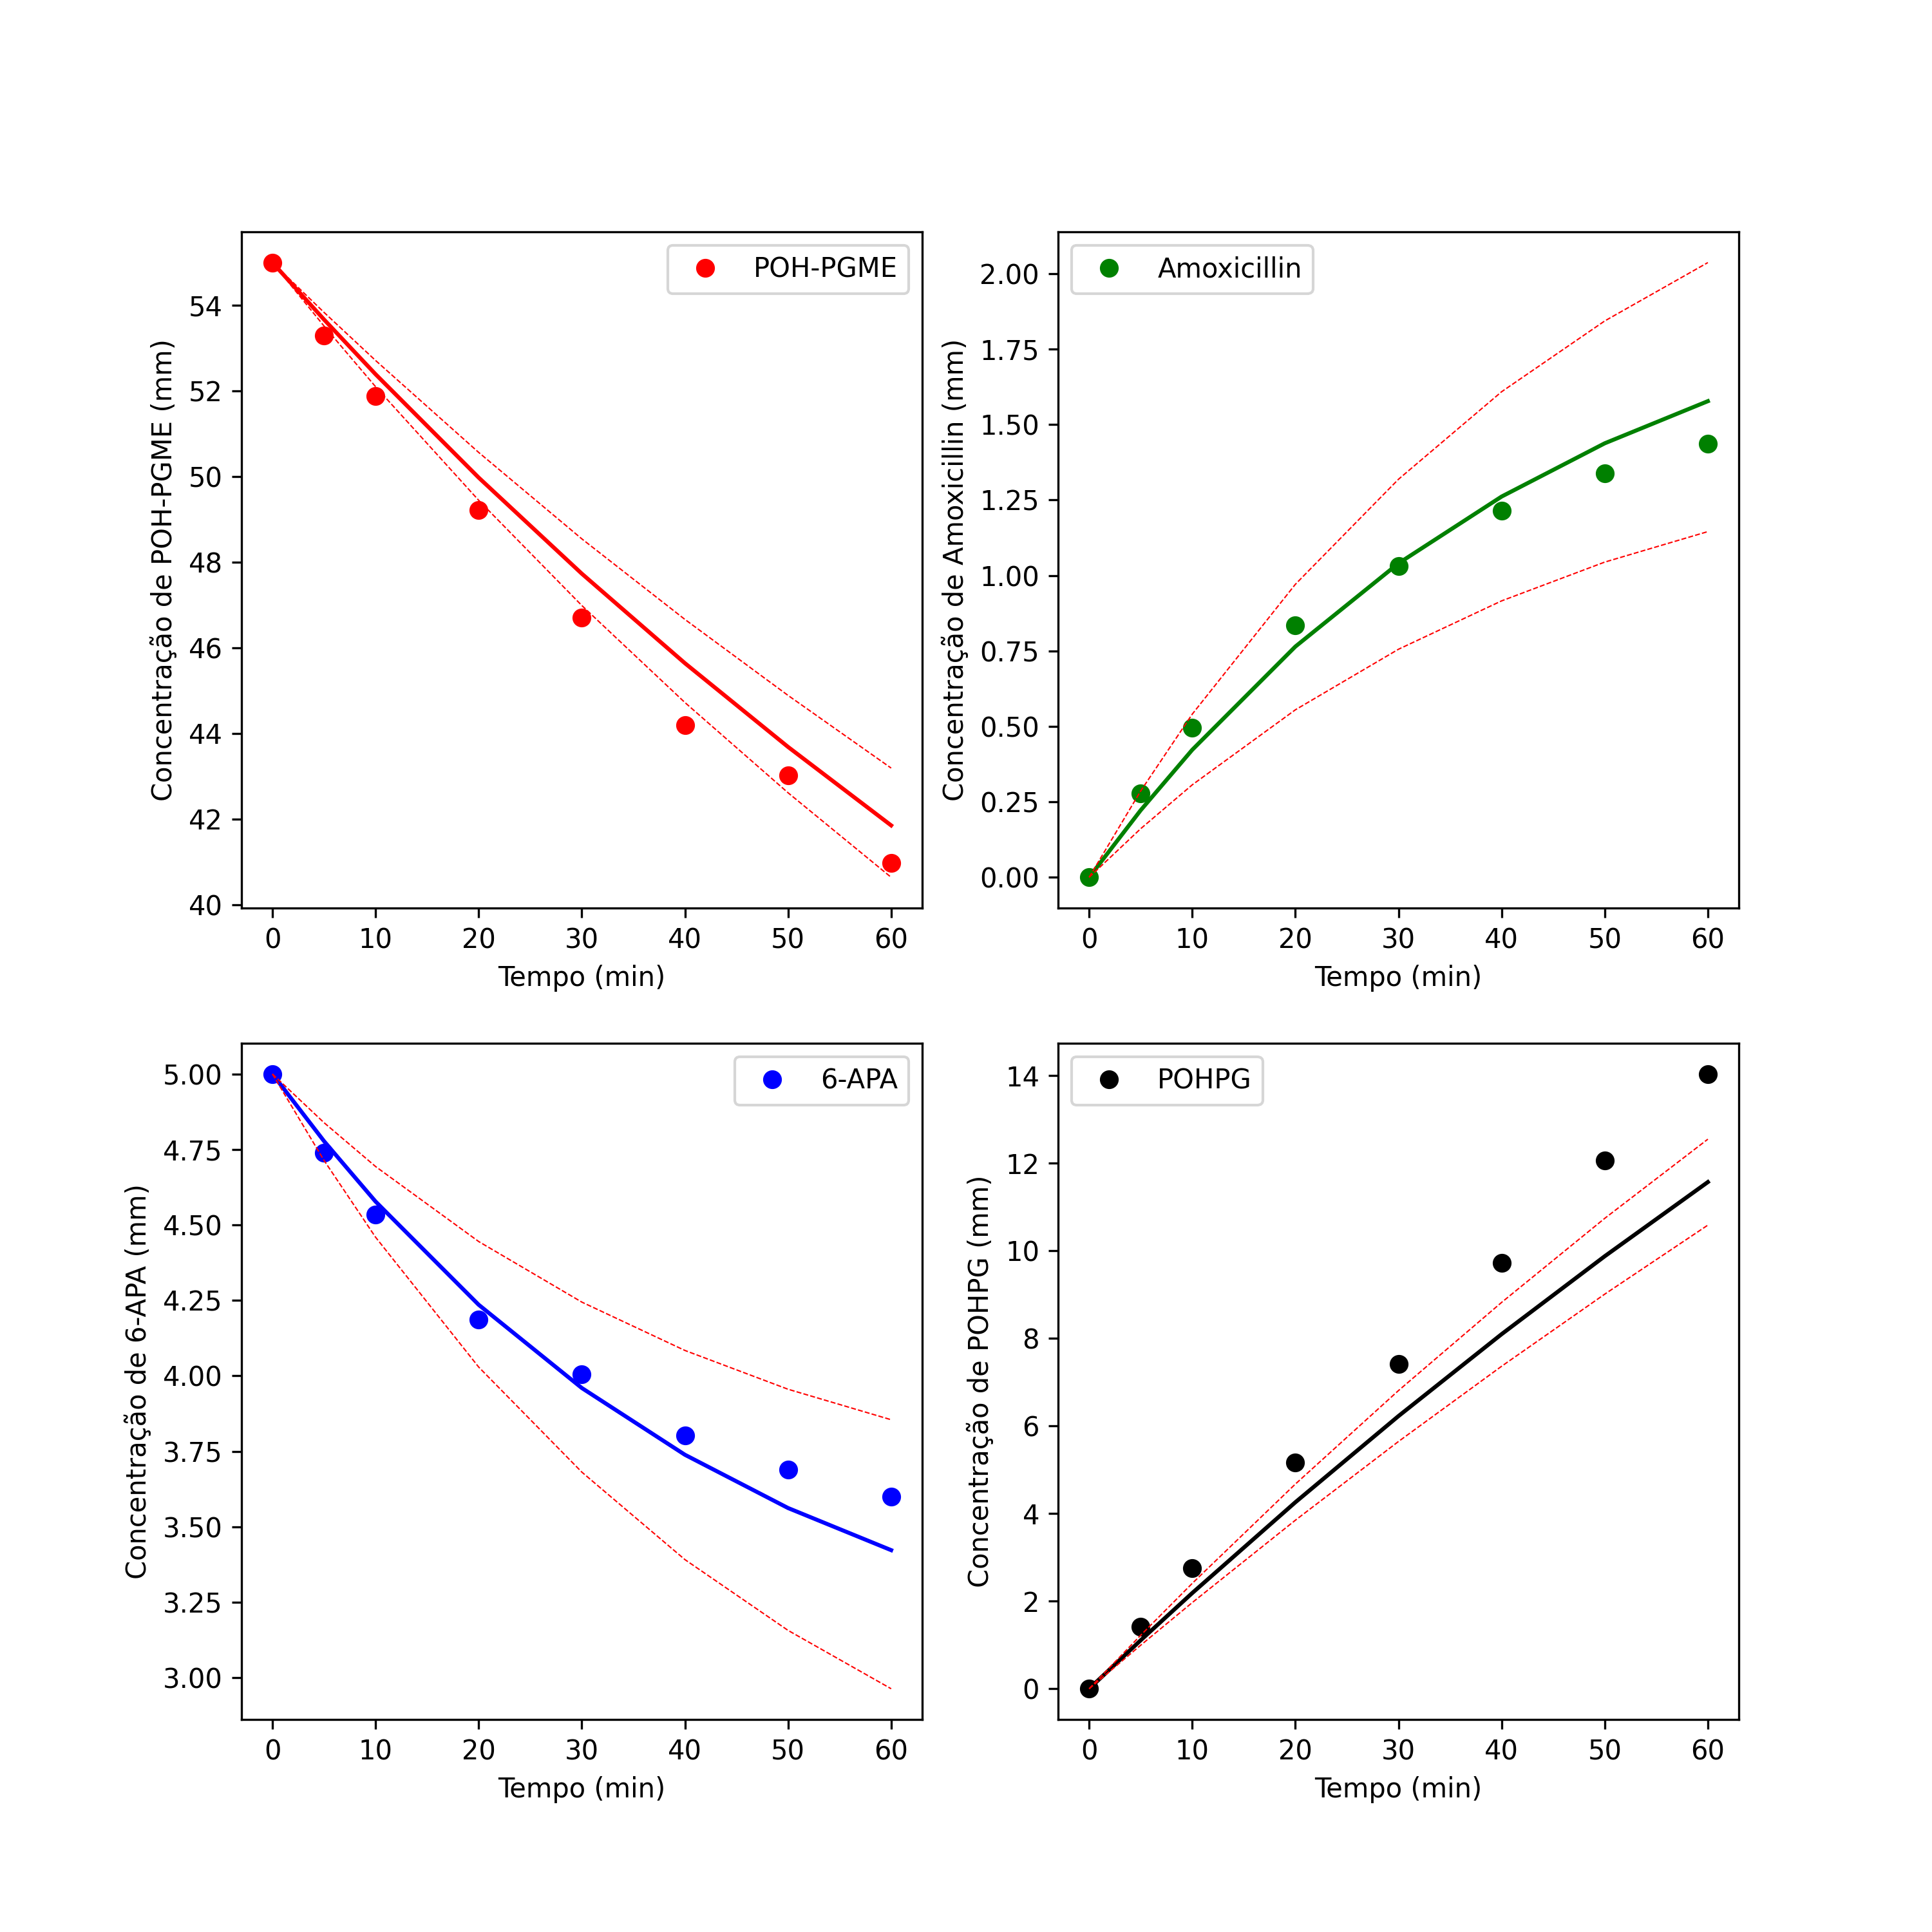 POH-PGME
Concentração de POH-PGME (mm)
54
52
50
48
46
44
42
40
0 10 20 30 40 50 60
Tempo (min)
Amoxicillin
Concentração de Amoxicillin (mm)
2.00
1.75
1.50
1.25
1.00
0.75
0.50
0.25
0.00
0 10 20 30 40 50 60
Tempo (min)
6-APA
Concentração de 6-APA (mm)
5.00
4.75
4.50
4.25
4.00
3.75
3.50
3.25
3.00
0 10 20 30 40 50 60
Tempo (min)
POHPG
Concentração de POHPG (mm)
14
12
10
8
6
4
2
0
0 10 20 30 40 50 60
Tempo (min)